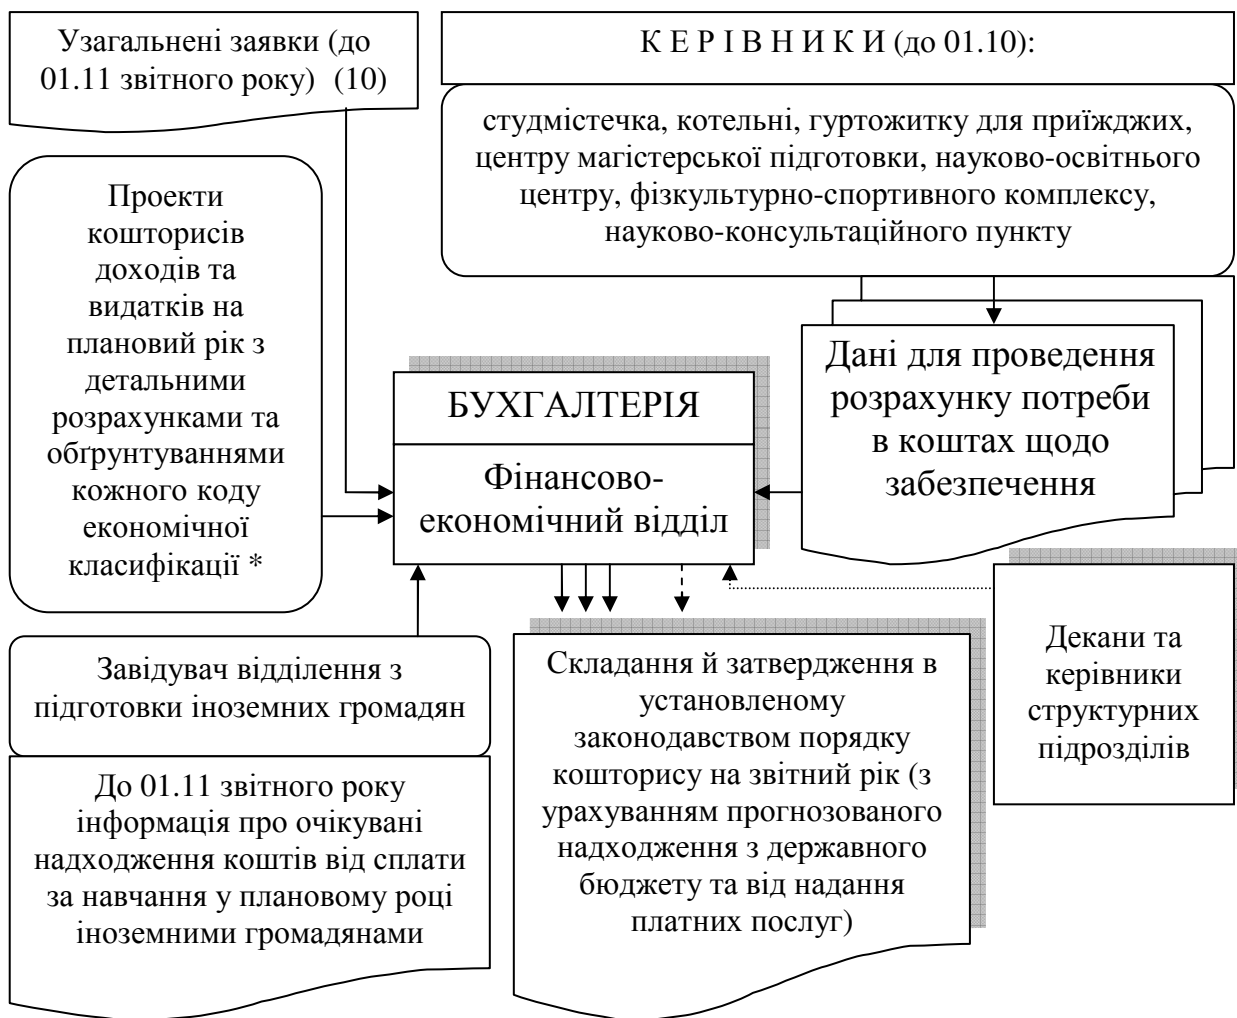 Узагальнені заявки (до
01.11 звітного року)  (10)
К Е Р І В Н И К И (до 01.10):
студмістечка, котельні, гуртожитку для приїжджих,
центру магістерської підготовки, науково-освітнього
центру, фізкультурно-спортивного комплексу,
науково-консультаційного пункту
Проекти
кошторисів
доходів та
видатків на
плановий рік з
детальними
розрахунками та
обґрунтуваннями
кожного коду
економічної
класифікації *
Дані для проведення
розрахунку потреби
в коштах щодо
забезпечення
БУХГАЛТЕРІЯ
Фінансово-
економічний відділ
Завідувач відділення з
підготовки іноземних громадян
До 01.11 звітного року
інформація про очікувані
надходження коштів від сплати
за навчання у плановому році
іноземними громадянами
Складання й затвердження в
установленому
законодавством порядку
кошторису на звітний рік (з
урахуванням прогнозованого
надходження з державного
бюджету та від надання
платних послуг)
Декани та
керівники
структурних
підрозділів